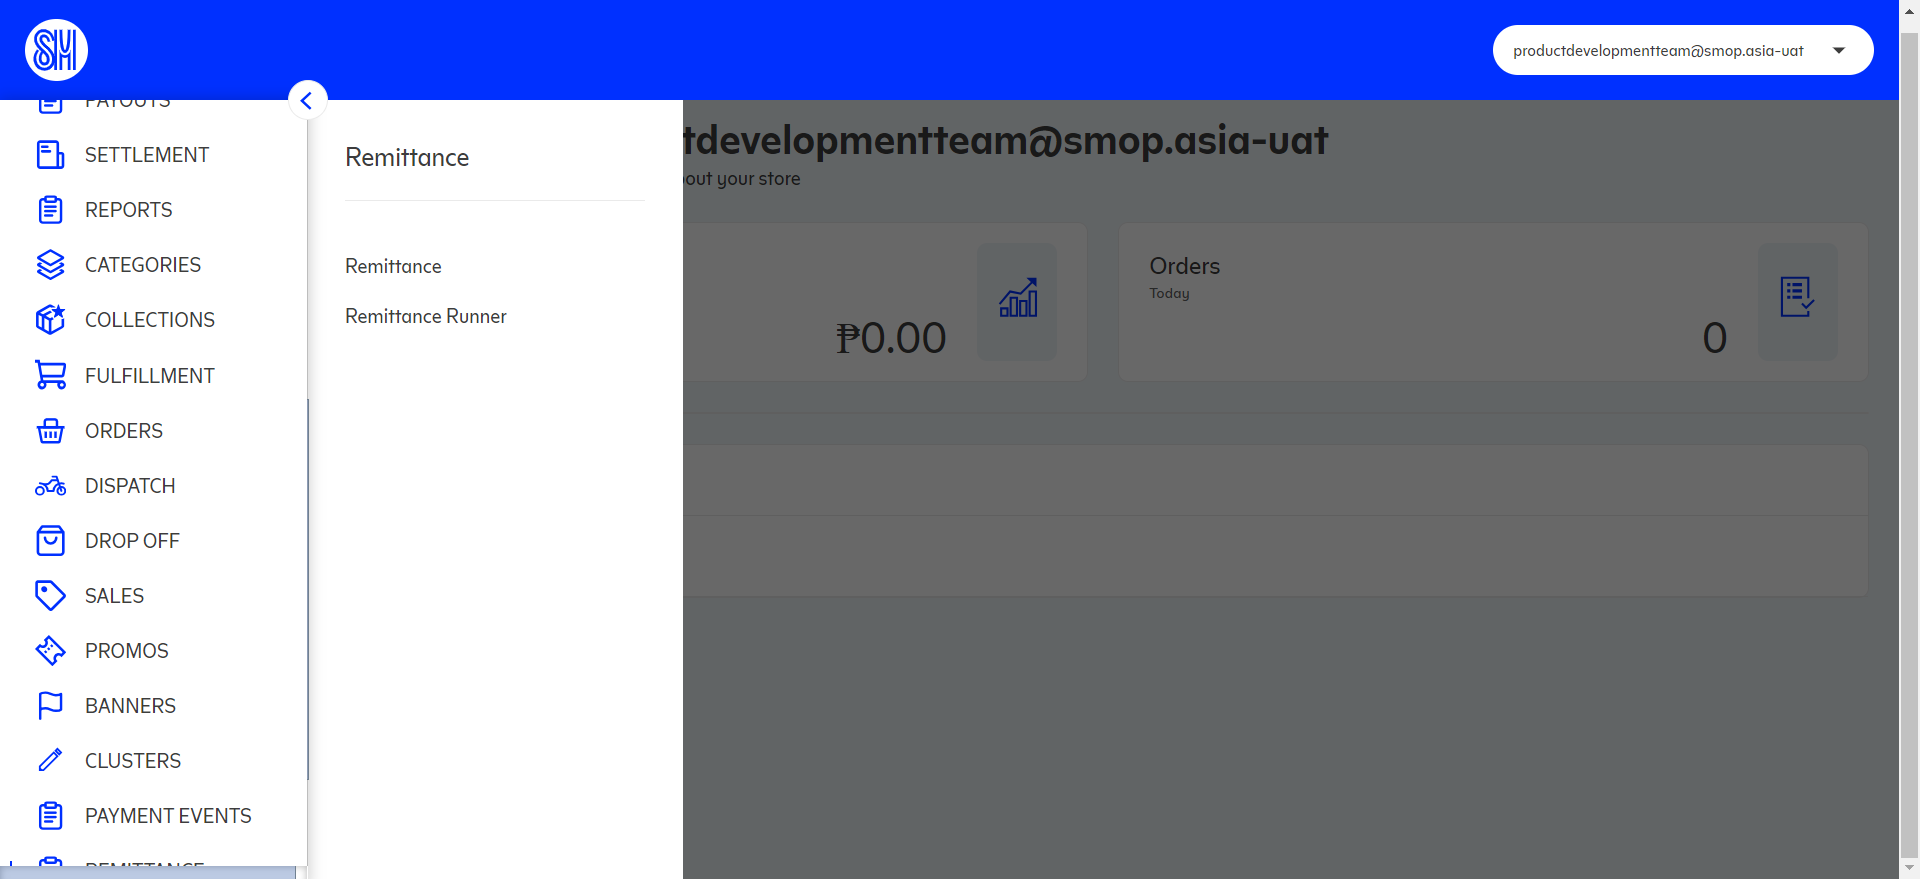 SM
productdevelopmentteam@smop.asia-uat
PAYOUTS
SETTLEMENT
REPORTS
CATEGORIES
COLLECTIONS
FULFILLMENT
ORDERS
DISPATCH
DROP OFF
SALES
PROMOS
BANNERS
CLUSTERS
PAYMENT EVENTS
REMITTANCE
Remittance
Remittance
Remittance Runner
tdevelopmentteam@smop.asia-uat
out your store
₱0.00
Orders
Today
0